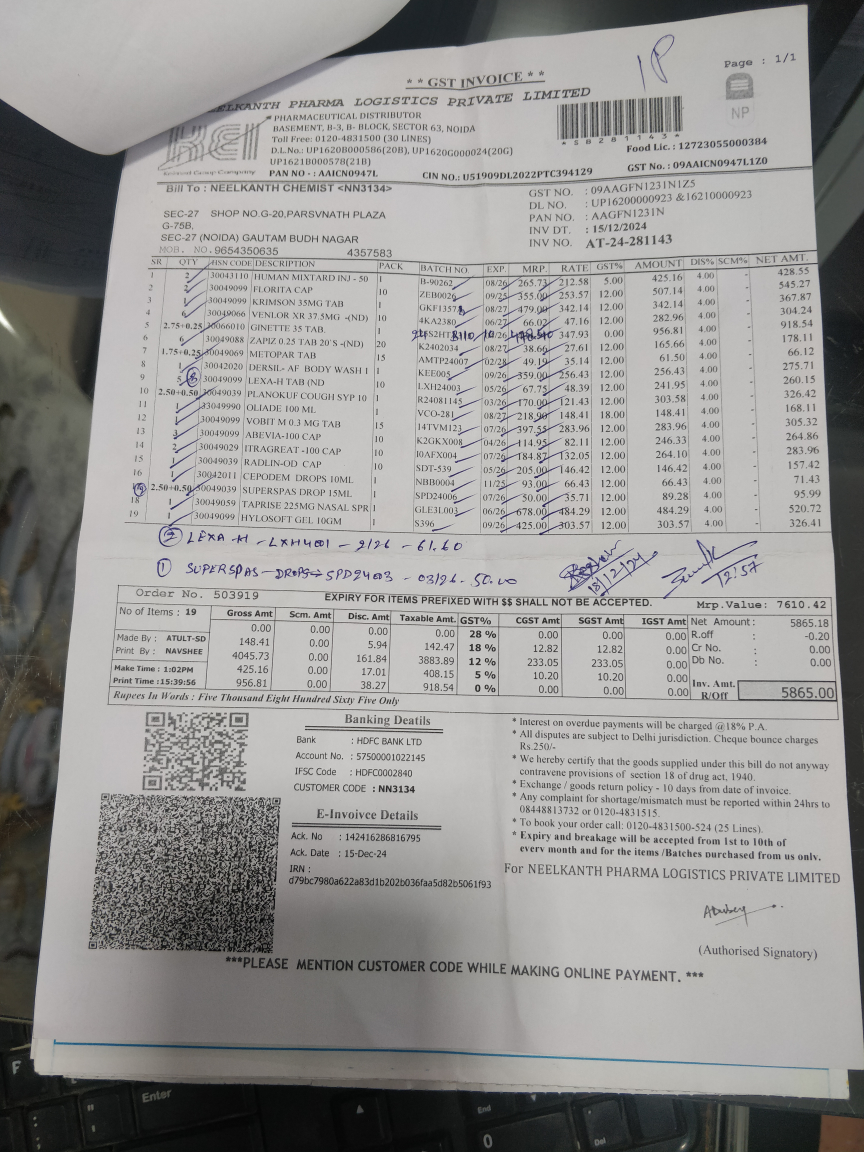 ** GST INVOICE **
IP
Page : 1/1
NEELKANTH PHARMA LOGISTICS PRIVATE LIMITED
PHARMACEUTICAL DISTRIBUTOR
BASEMENT, B-3, B- BLOCK, SECTOR 63, NOIDA
Toll Free: 0120-4831500 (30 LINES)
D.L.No.: UP1620B000586(20B), UP1620G000024(20G)
UP1621B000578(21B)
PAN NO - : AAICN0947L
CIN NO.: U51909DL2022PTC394129
*58281143*
NP
Food Lic. : 12723055000384
GST No. : 09AAICN0947L1Z0
Bill To : NEELKANTH CHEMIST <NN3134>
SEC-27 SHOP NO.G-20,PARSVNATH PLAZA
G-75B,
SEC-27 (NOIDA) GAUTAM BUDH NAGAR
MOB. NO. 9654350635 4357583
GST NO. : 09AAGFN1231N1Z5
DL NO. : UP16200000923 &16210000923
PAN NO. : AAGFN1231N
INV DT. : 15/12/2024
INV NO. AT-24-281143
SR QTY HSN CODE DESCRIPTION PACK BATCH NO. EXP. MRP. RATE GST% AMOUNT DIS% SCM% NET AMT.
1 2 30043110 HUMAN MIXTARD INJ - 50 1 B-90262 08/26 265.73 212.58 5.00 425.16 4.00 - 428.55
2 2 30049099 FLORITA CAP 10 ZEB0026 09/25 355.00 253.57 12.00 507.14 4.00 - 545.27
3 1 30049099 KRIMSON 35MG TAB 1 08/27 479.00 342.14 12.00 342.14 4.00 - 367.87
4 6 30049066 VENLOR XR 37.5MG -(ND) 10 4KA2380 06/27 66.02 47.16 12.00 282.96 4.00 - 304.24
5 2.75+0.25 30066010 GINETTE 35 TAB. 1 347.93 0.00 956.81 4.00 - 918.54
6 6 30049088 ZAPIZ 0.25 TAB 20`S -(ND) 20 K2402034 08/27 38.66 27.61 12.00 165.66 4.00 - 178.11
7 1.75+0.25 30049069 METOPAR TAB 15 AMTP24007 02/28 49.19 35.14 12.00 61.50 4.00 - 66.12
8 1 30042020 DERSIL- AF BODY WASH 1 1 KEE005 09/26 359.00 256.43 12.00 256.43 4.00 - 275.71
9 5 30049099 LEXA-H TAB (ND 10 LXH24003 05/26 67.75 48.39 12.00 241.95 4.00 - 260.15
10 2.50+0.50 30049039 PLANOKUF COUGH SYP 10 1 R24081145 03/26 170.00 121.43 12.00 303.58 4.00 - 326.42
11 1 33049990 OLIADE 100 ML 1 VCO-281 08/27 218.90 148.41 18.00 148.41 4.00 - 168.11
12 1 30049099 VOBIT M 0.3 MG TAB 15 I4TVM123 07/26 397.55 283.96 12.00 283.96 4.00 - 305.32
13 3 30049099 ABEVIA-100 CAP 10 K2GKX008 04/26 114.95 82.11 12.00 246.33 4.00 - 264.86
14 2 30049029 ITRAGREAT -100 CAP 10 I0AFX004 07/26 184.87 132.05 12.00 264.10 4.00 - 283.96
15 1 30049039 RADLIN-OD CAP 10 SDT-539 05/26 205.00 146.42 12.00 146.42 4.00 - 157.42
16 1 30042011 CEPODEM DROPS 10ML 1 NBB0004 11/25 93.00 66.43 12.00 66.43 4.00 - 71.43
2.50+0.50 30049039 SUPERSPAS DROP 15ML 1 SPD24006 07/26 50.00 35.71 12.00 89.28 4.00 - 95.99
18 1 30049059 TAPRISE 225MG NASAL SPR 1 GLE3L003 06/26 678.00 484.29 12.00 484.29 4.00 - 520.72
19 1 30049099 HYLOSOFT GEL 10GM 1 S396 09/26 425.00 303.57 12.00 303.57 4.00 - 326.41
② LEXA-H - LXH4001 - 2/26 - 61.60
① SUPERSPAS - DROPS - SPD24003 - 03/26 - 50.00
18/12/24
12:57
Order No. 503919
EXPIRY FOR ITEMS PREFIXED WITH $$ SHALL NOT BE ACCEPTED.
Mrp.Value: 7610.42
No of Items : 19
Made By : ATULT-SD
Print By : NAVSHEE
Make Time : 1:02PM
Print Time :15:39:56
Gross Amt Scm. Amt Disc. Amt Taxable Amt. GST% CGST Amt SGST Amt IGST Amt
0.00 0.00 0.00 0.00 28 % 0.00 0.00 0.00
148.41 0.00 5.94 142.47 18 % 12.82 12.82 0.00
4045.73 0.00 161.84 3883.89 12 % 233.05 233.05 0.00
425.16 0.00 17.01 408.15 5 % 10.20 10.20 0.00
956.81 0.00 38.27 918.54 0 % 0.00 0.00 0.00
Net Amount : 5865.18
R.off : -0.20
Cr No. : 0.00
Db No. : 0.00
Inv. Amt. R/Off 5865.00
Rupees In Words : Five Thousand Eight Hundred Sixty Five Only
Banking Deatils
Bank : HDFC BANK LTD
Account No. : 57500001022145
IFSC Code : HDFC0002840
CUSTOMER CODE : NN3134
E-Invoivce Details
Ack. No : 142416286816795
Ack. Date : 15-Dec-24
IRN :
d79bc7980a622a83d1b202b036faa5d82b5061f93
* Interest on overdue payments will be charged @18% P.A.
* All disputes are subject to Delhi jurisdiction. Cheque bounce charges
Rs.250/-
* We hereby certify that the goods supplied under this bill do not anyway
contravene provisions of section 18 of drug act, 1940.
* Exchange / goods return policy - 10 days from date of invoice.
* Any complaint for shortage/mismatch must be reported within 24hrs to
08448813732 or 0120-4831515.
* To book your order call: 0120-4831500-524 (25 Lines).
* Expiry and breakage will be accepted from 1st to 10th of
every month and for the items /Batches purchased from us only.
For NEELKANTH PHARMA LOGISTICS PRIVATE LIMITED
(Authorised Signatory)
***PLEASE MENTION CUSTOMER CODE WHILE MAKING ONLINE PAYMENT. ***
F
Enter
End
0
Del